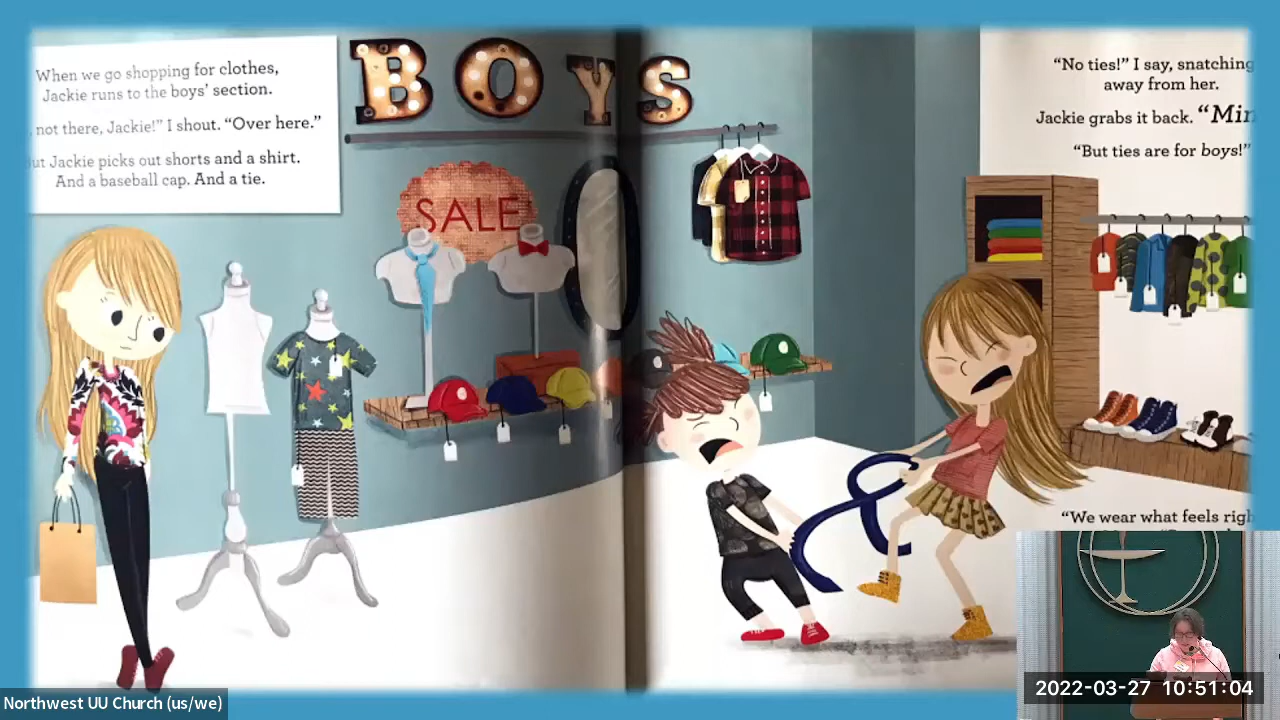 When we go shopping for clothes,
Jackie runs to the boys’ section.
not there, Jackie!” I shout. “Over here.”
Jackie picks out shorts and a shirt.
And a baseball cap. And a tie.
BOYS
SALE
“No ties!” I say, snatching
away from her.
Jackie grabs it back.
“But ties are for boys!”
“We wear what feels
Northwest UU Church (us/we)
2022-03-27 10:51:04